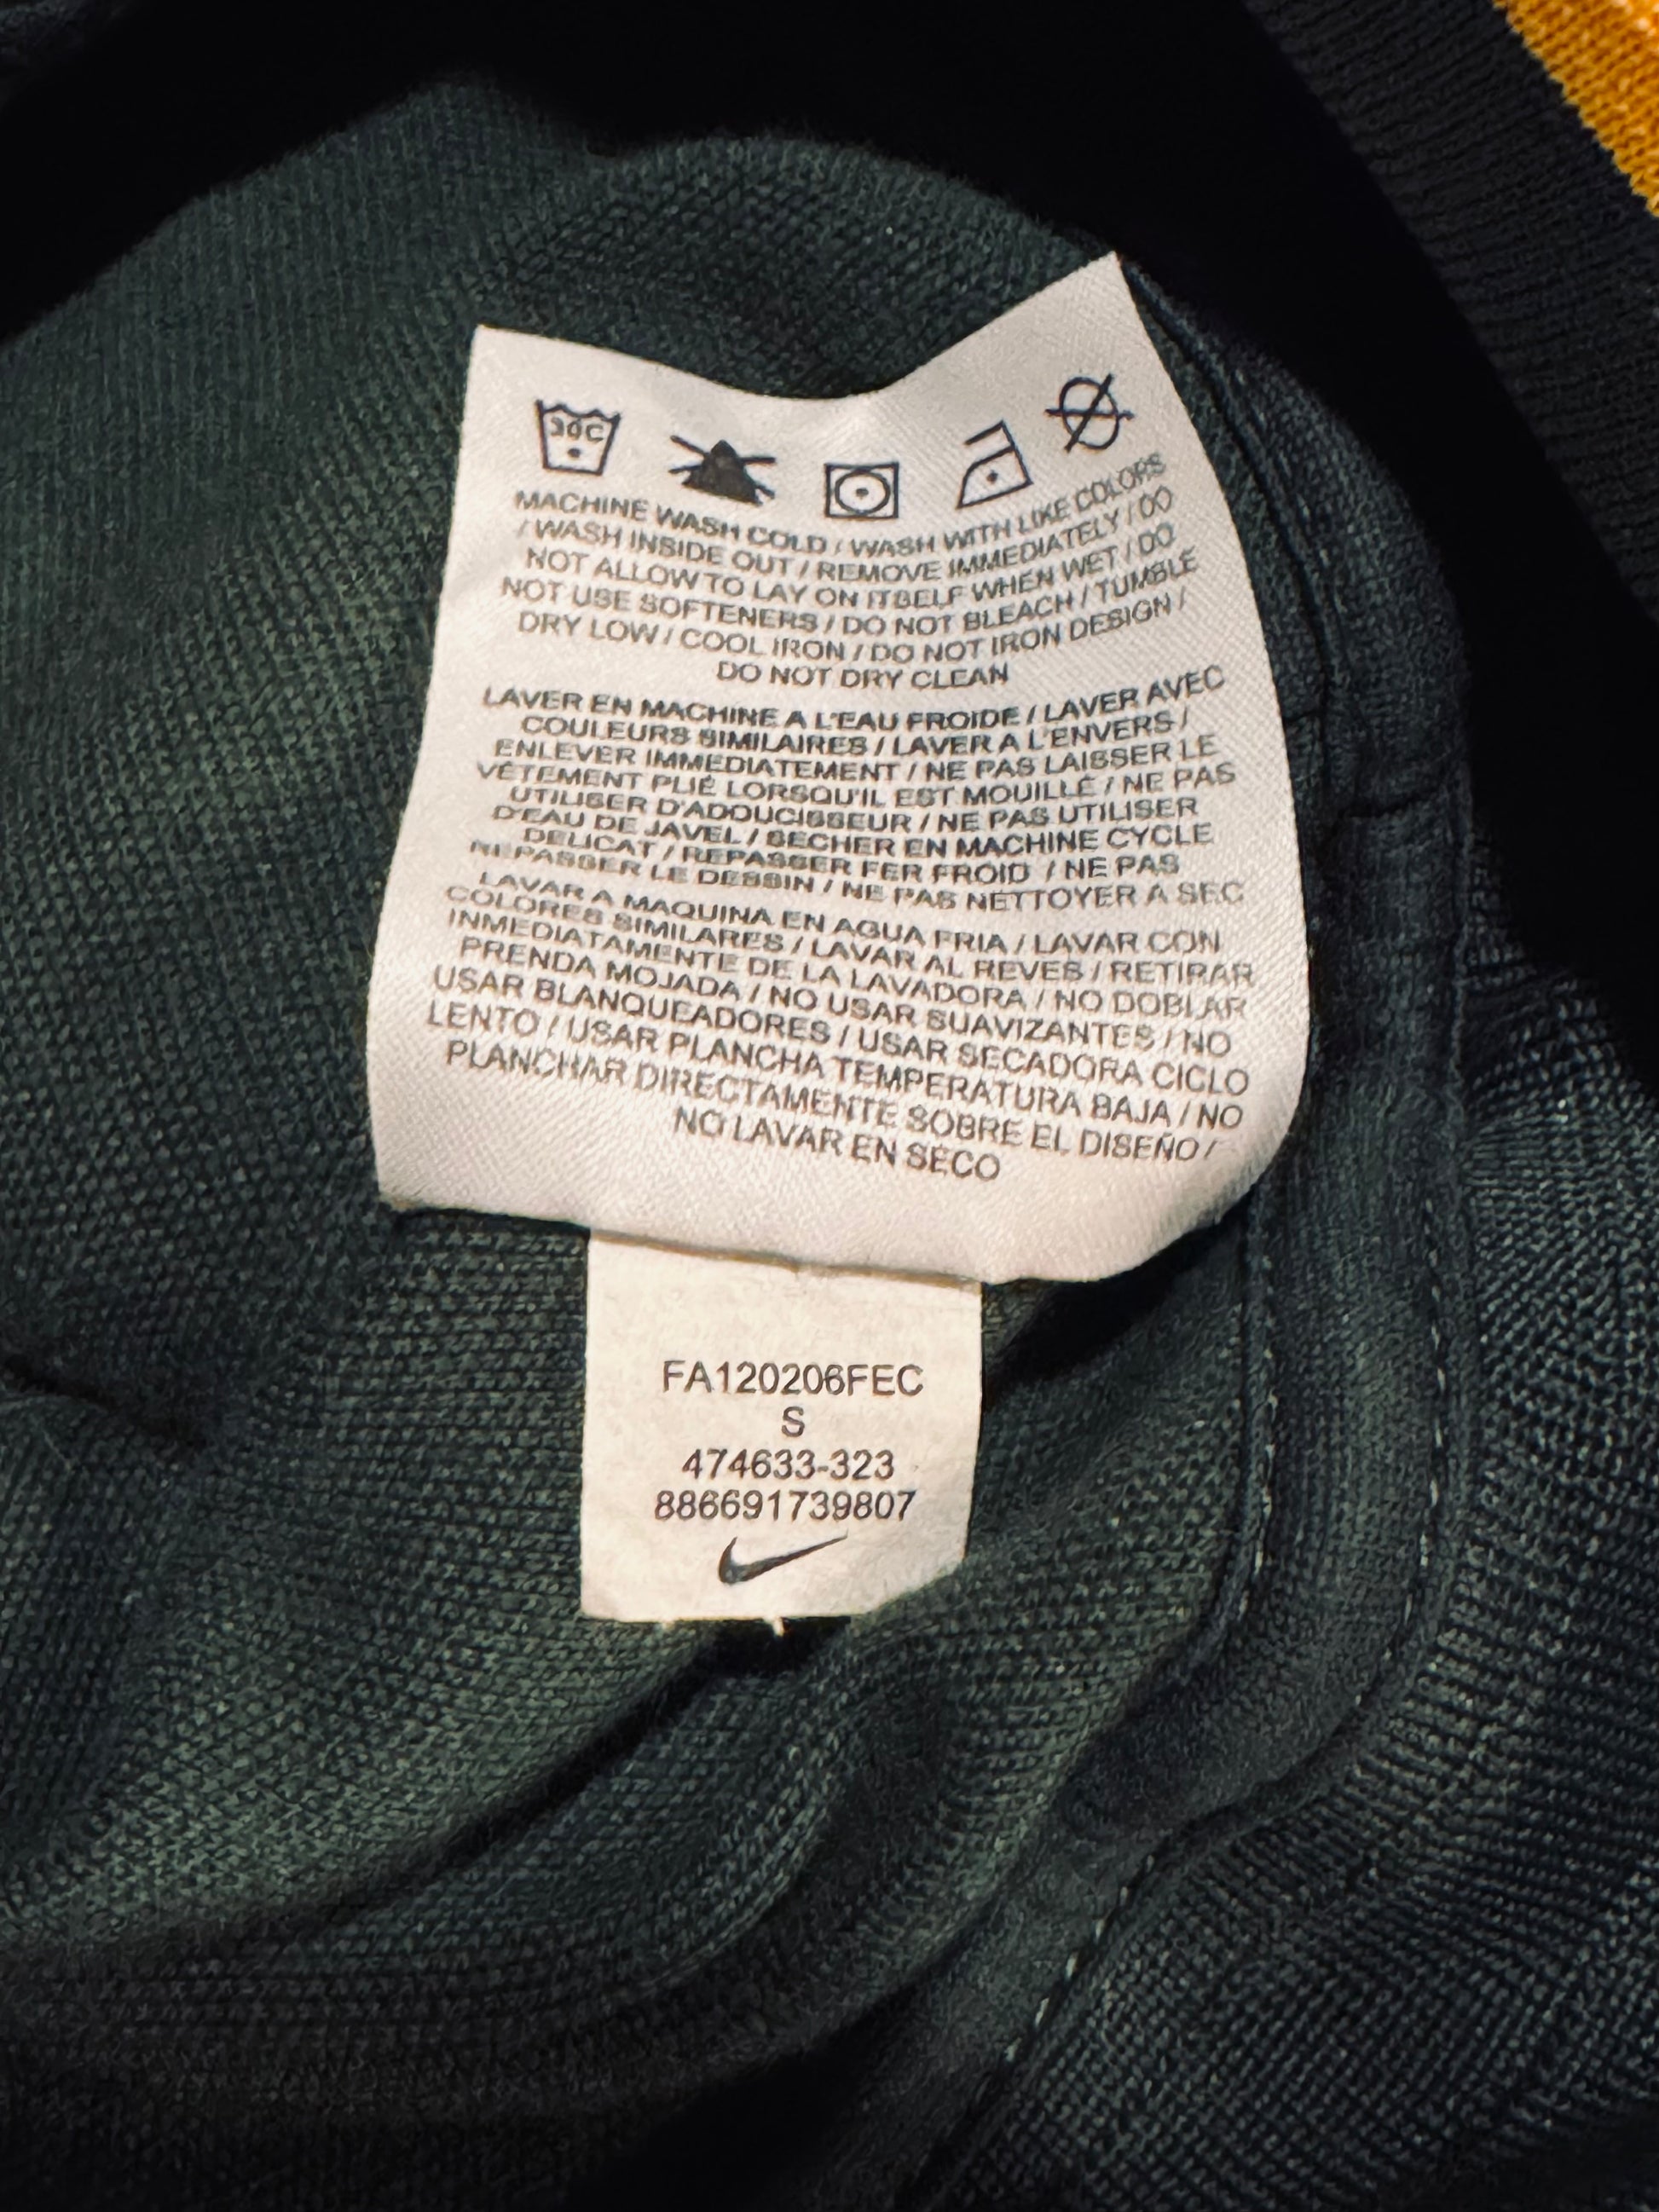 30C
MACHINE WASH COLD / WASH WITH LIKE COLORS
/ WASH INSIDE OUT / REMOVE IMMEDIATELY / DO
NOT ALLOW TO LAY ON ITSELF WHEN WET / DO
NOT USE SOFTENERS / DO NOT BLEACH / TUMBLE
DRY LOW / COOL IRON / DO NOT IRON DESIGN /
DO NOT DRY CLEAN
LAVER EN MACHINE A L'EAU FROIDE / LAVER AVEC
COULEURS SIMILAIRES / LAVER A L'ENVERS /
ENLEVER IMMEDIATEMENT / NE PAS LAISSER LE
VÊTEMENT PLIÉ LORSQU'IL EST MOUILLÉ / NE PAS
UTILISER D'ADOUCISSEUR / NE PAS UTILISER
D'EAU DE JAVEL / SECHER EN MACHINE CYCLE
DELICAT / REPASSER FER FROID / NE PAS
REPASSER LE DESSIN / NE PAS NETTOYER A SEC
LAVAR A MAQUINA EN AGUA FRIA / LAVAR CON
COLORES SIMILARES / LAVAR AL REVES / RETIRAR
INMEDIATAMENTE DE LA LAVADORA / NO DOBLAR
PRENDA MOJADA / NO USAR SUAVIZANTES / NO
USAR BLANQUEADORES / USAR SECADORA CICLO
LENTO / USAR PLANCHA TEMPERATURA BAJA / NO
PLANCHAR DIRECTAMENTE SOBRE EL DISEÑO /
NO LAVAR EN SECO
FA120206FEC
S
474633-323
886691739807